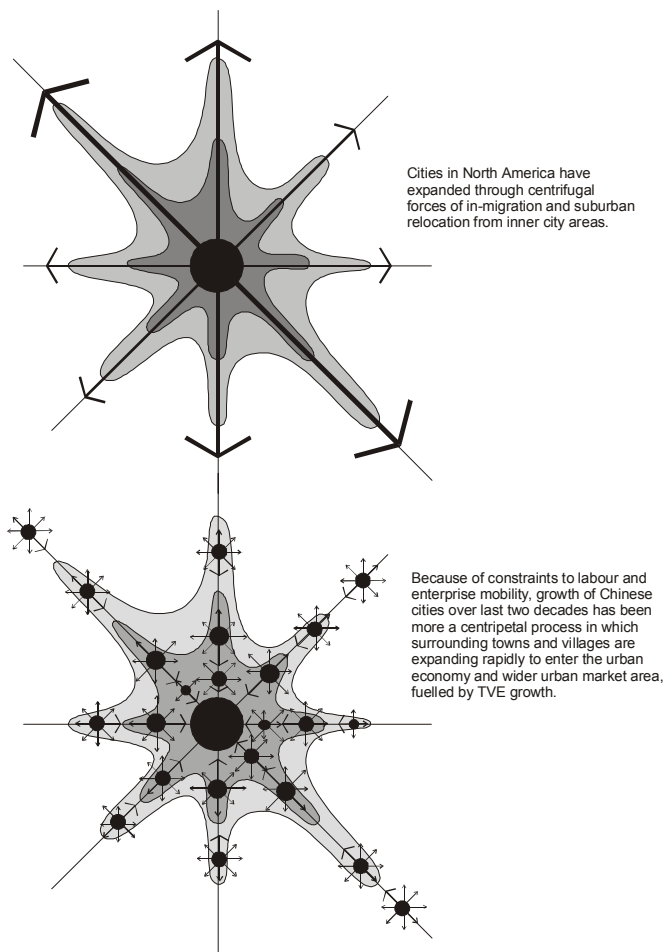 Cities in North America have
expanded through centrifugal
forces of in-migration and suburban
relocation from inner city areas.
Because of constraints to labour and
enterprise mobility, growth of Chinese
cities over last two decades has been
more a centripetal process in which
surrounding towns and villages are
expanding rapidly to enter the urban
economy and wider urban market area,
fuelled by TVE growth.